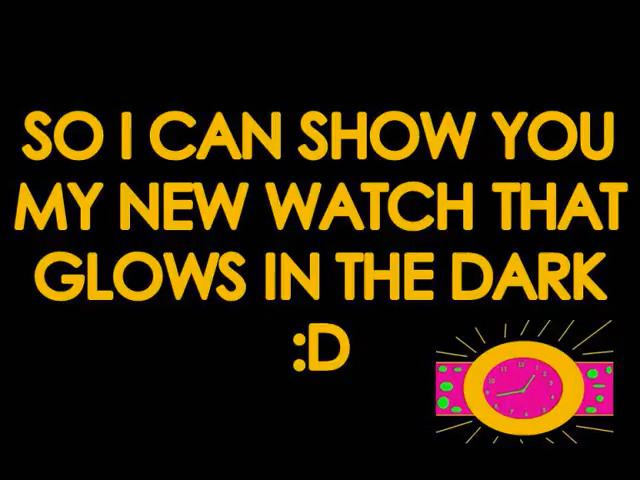 SO I CAN SHOW YOU
MY NEW WATCH THAT
GLOWS IN THE DARK
:D